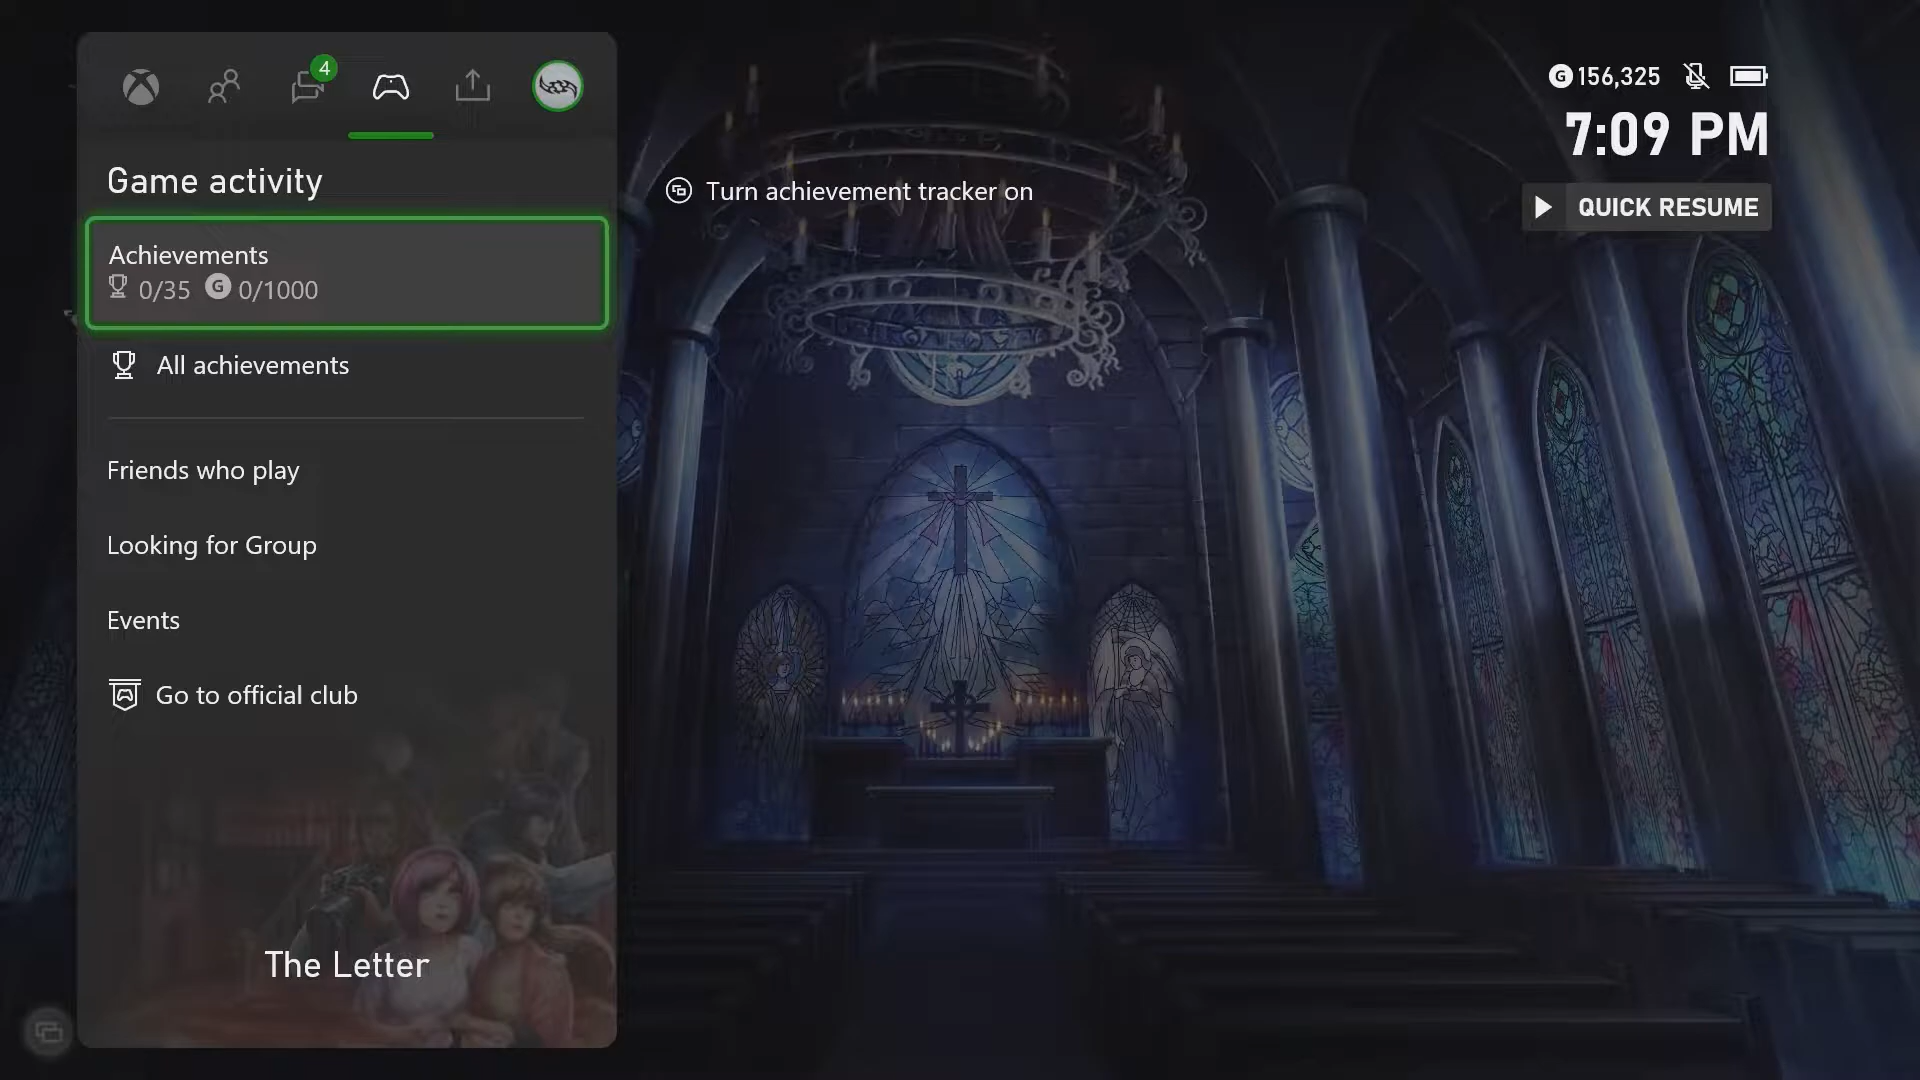 4
Game activity
Achievements
0/35 G 0/1000
All achievements
Friends who play
Looking for Group
Events
Go to official club
The Letter
Turn achievement tracker on
G 156,325
7:09 PM
QUICK RESUME